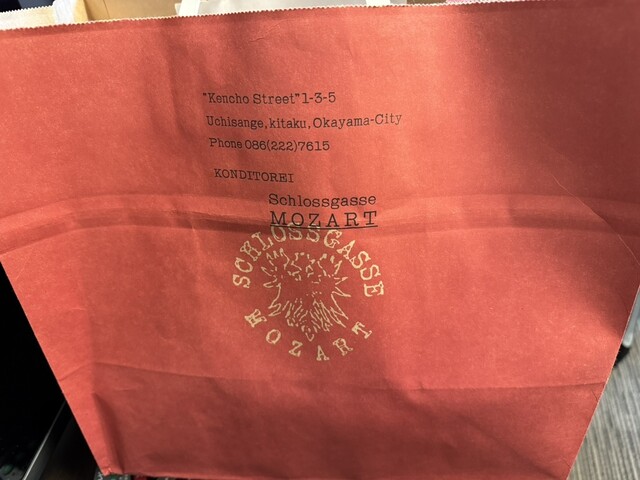 "Kencho Street"1-3-5
Uchisange,kitaku,Okayama-City
Phone 086(222)7615
KONDITOREI
Schlossgasse
MOZART
SCHLOSSGASSE
MOZART